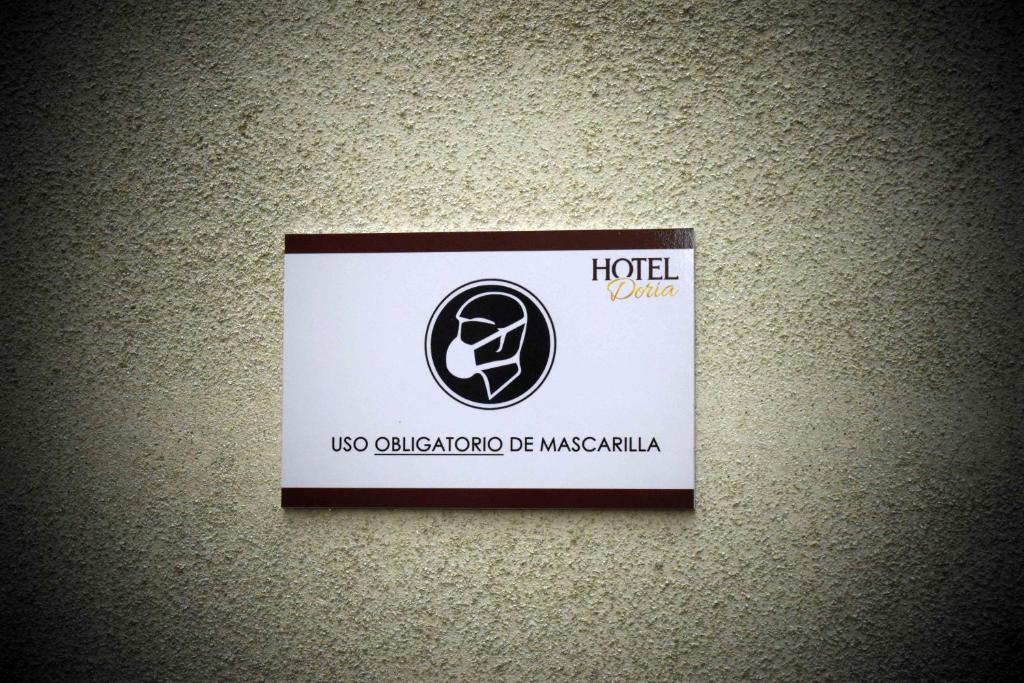 HOTEL
Doria
USO OBLIGATORIO DE MASCARILLA